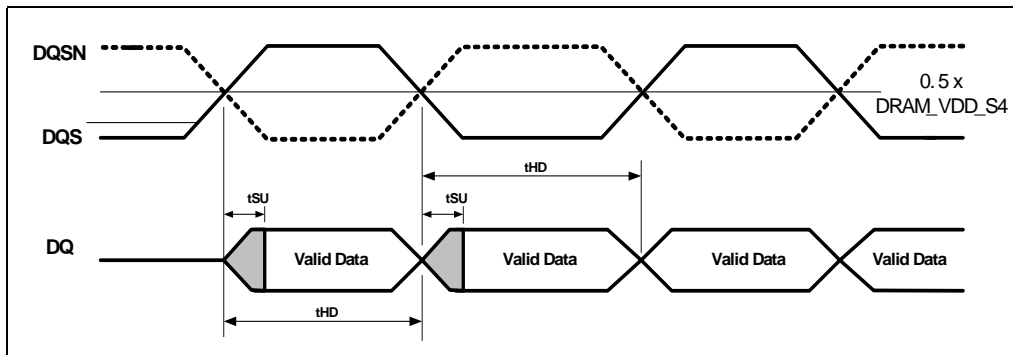 DQSN
0.5 x
DRAM_VDD_S4
DQS
tHD
tSU
tSU
DQ
Valid Data
Valid Data
Valid Data
Valid Data
tHD